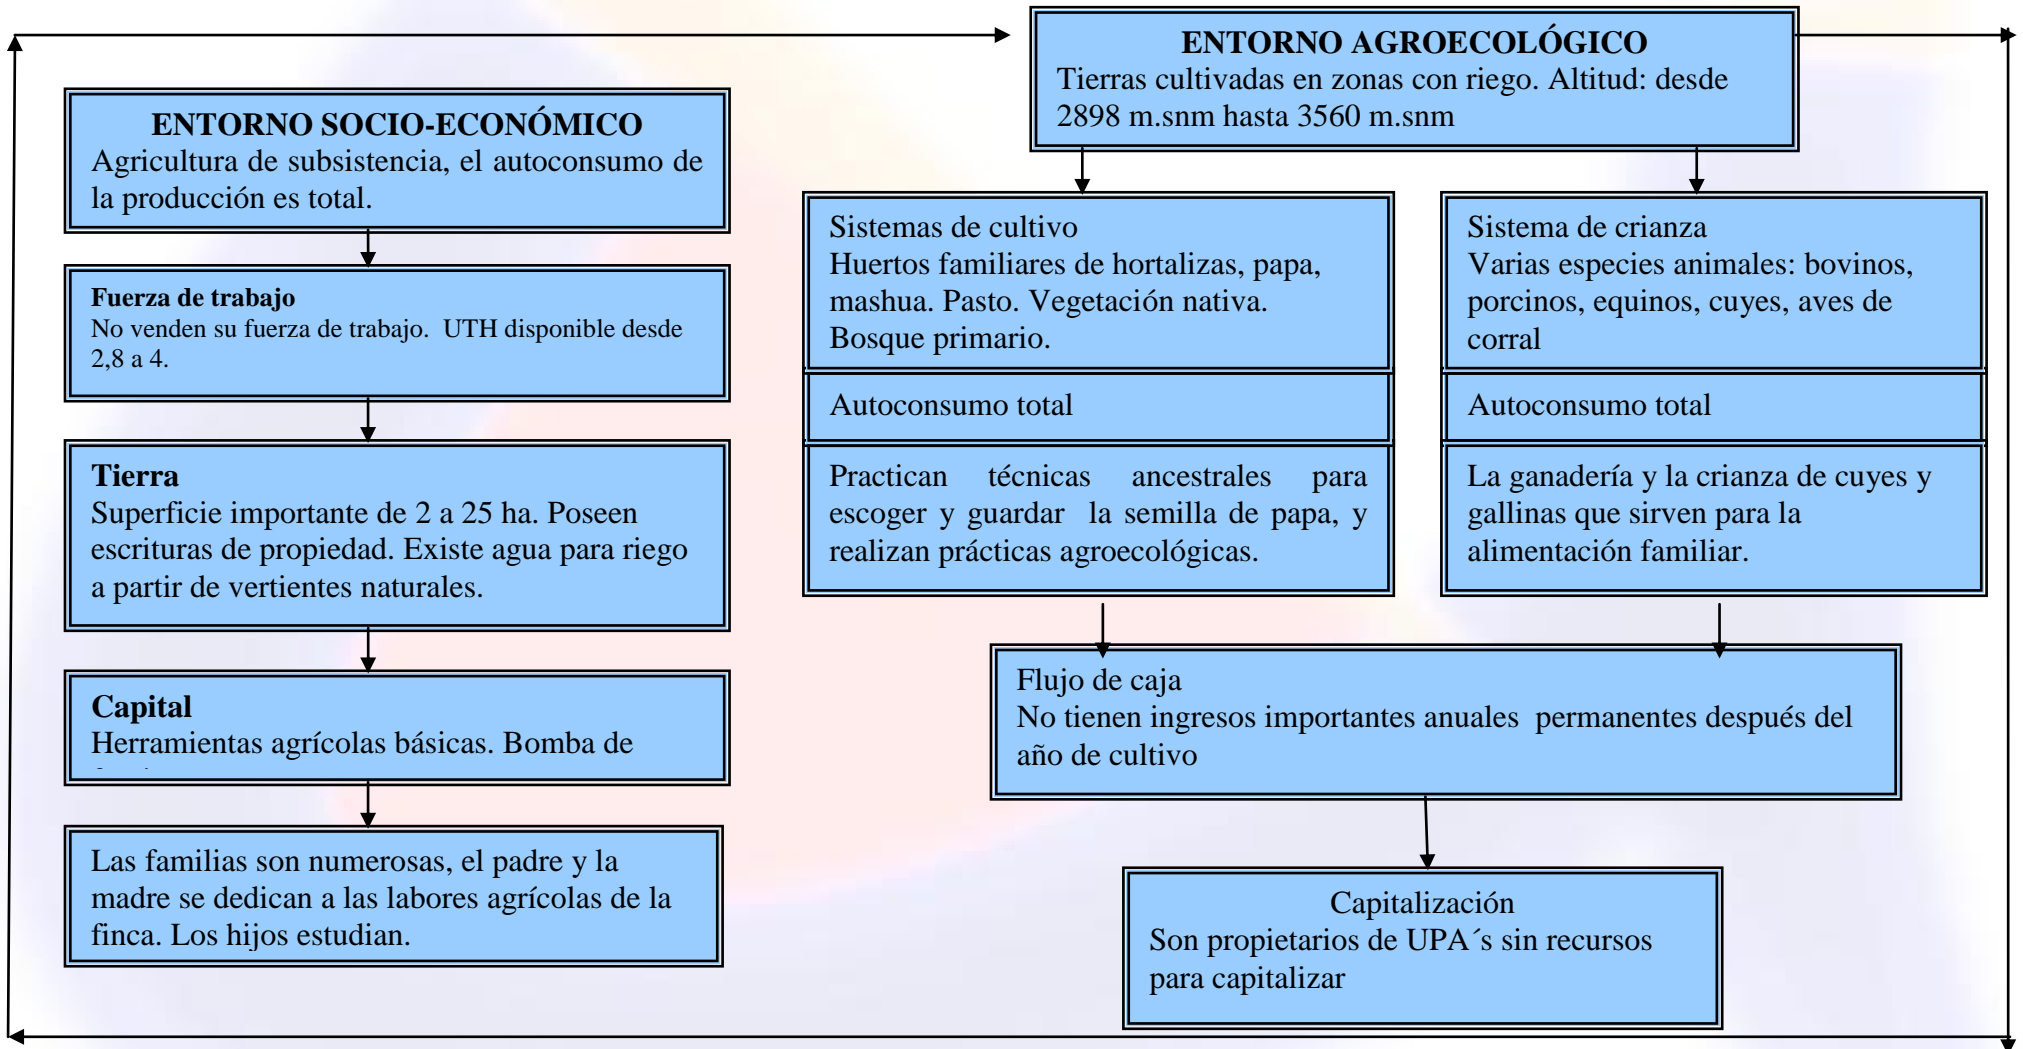 ENTORNO SOCIO-ECONÓMICO
Agricultura de subsistencia, el autoconsumo de
la producción es total.
Fuerza de trabajo
No venden su fuerza de trabajo.  UTH disponible desde
2,8 a 4.
Tierra
Superficie importante de 2 a 25 ha. Poseen
escrituras de propiedad. Existe agua para riego
a partir de vertientes naturales.
Capital
Herramientas agrícolas básicas. Bomba de
Las familias son numerosas, el padre y la
madre se dedican a las labores agrícolas de la
finca. Los hijos estudian.
ENTORNO AGROECOLÓGICO
Tierras cultivadas en zonas con riego. Altitud: desde
2898 m.snm hasta 3560 m.snm
Sistemas de cultivo
Huertos familiares de hortalizas, papa,
mashua. Pasto. Vegetación nativa.
Bosque primario.
Autoconsumo total
Practican técnicas ancestrales para
escoger y guardar  la semilla de papa, y
realizan prácticas agroecológicas.
Sistema de crianza
Varias especies animales: bovinos,
porcinos, equinos, cuyes, aves de
corral
Autoconsumo total
La ganadería y la crianza de cuyes y
gallinas que sirven para la
alimentación familiar.
Flujo de caja
No tienen ingresos importantes anuales  permanentes después del
año de cultivo
Capitalización
Son propietarios de UPA´s sin recursos
para capitalizar